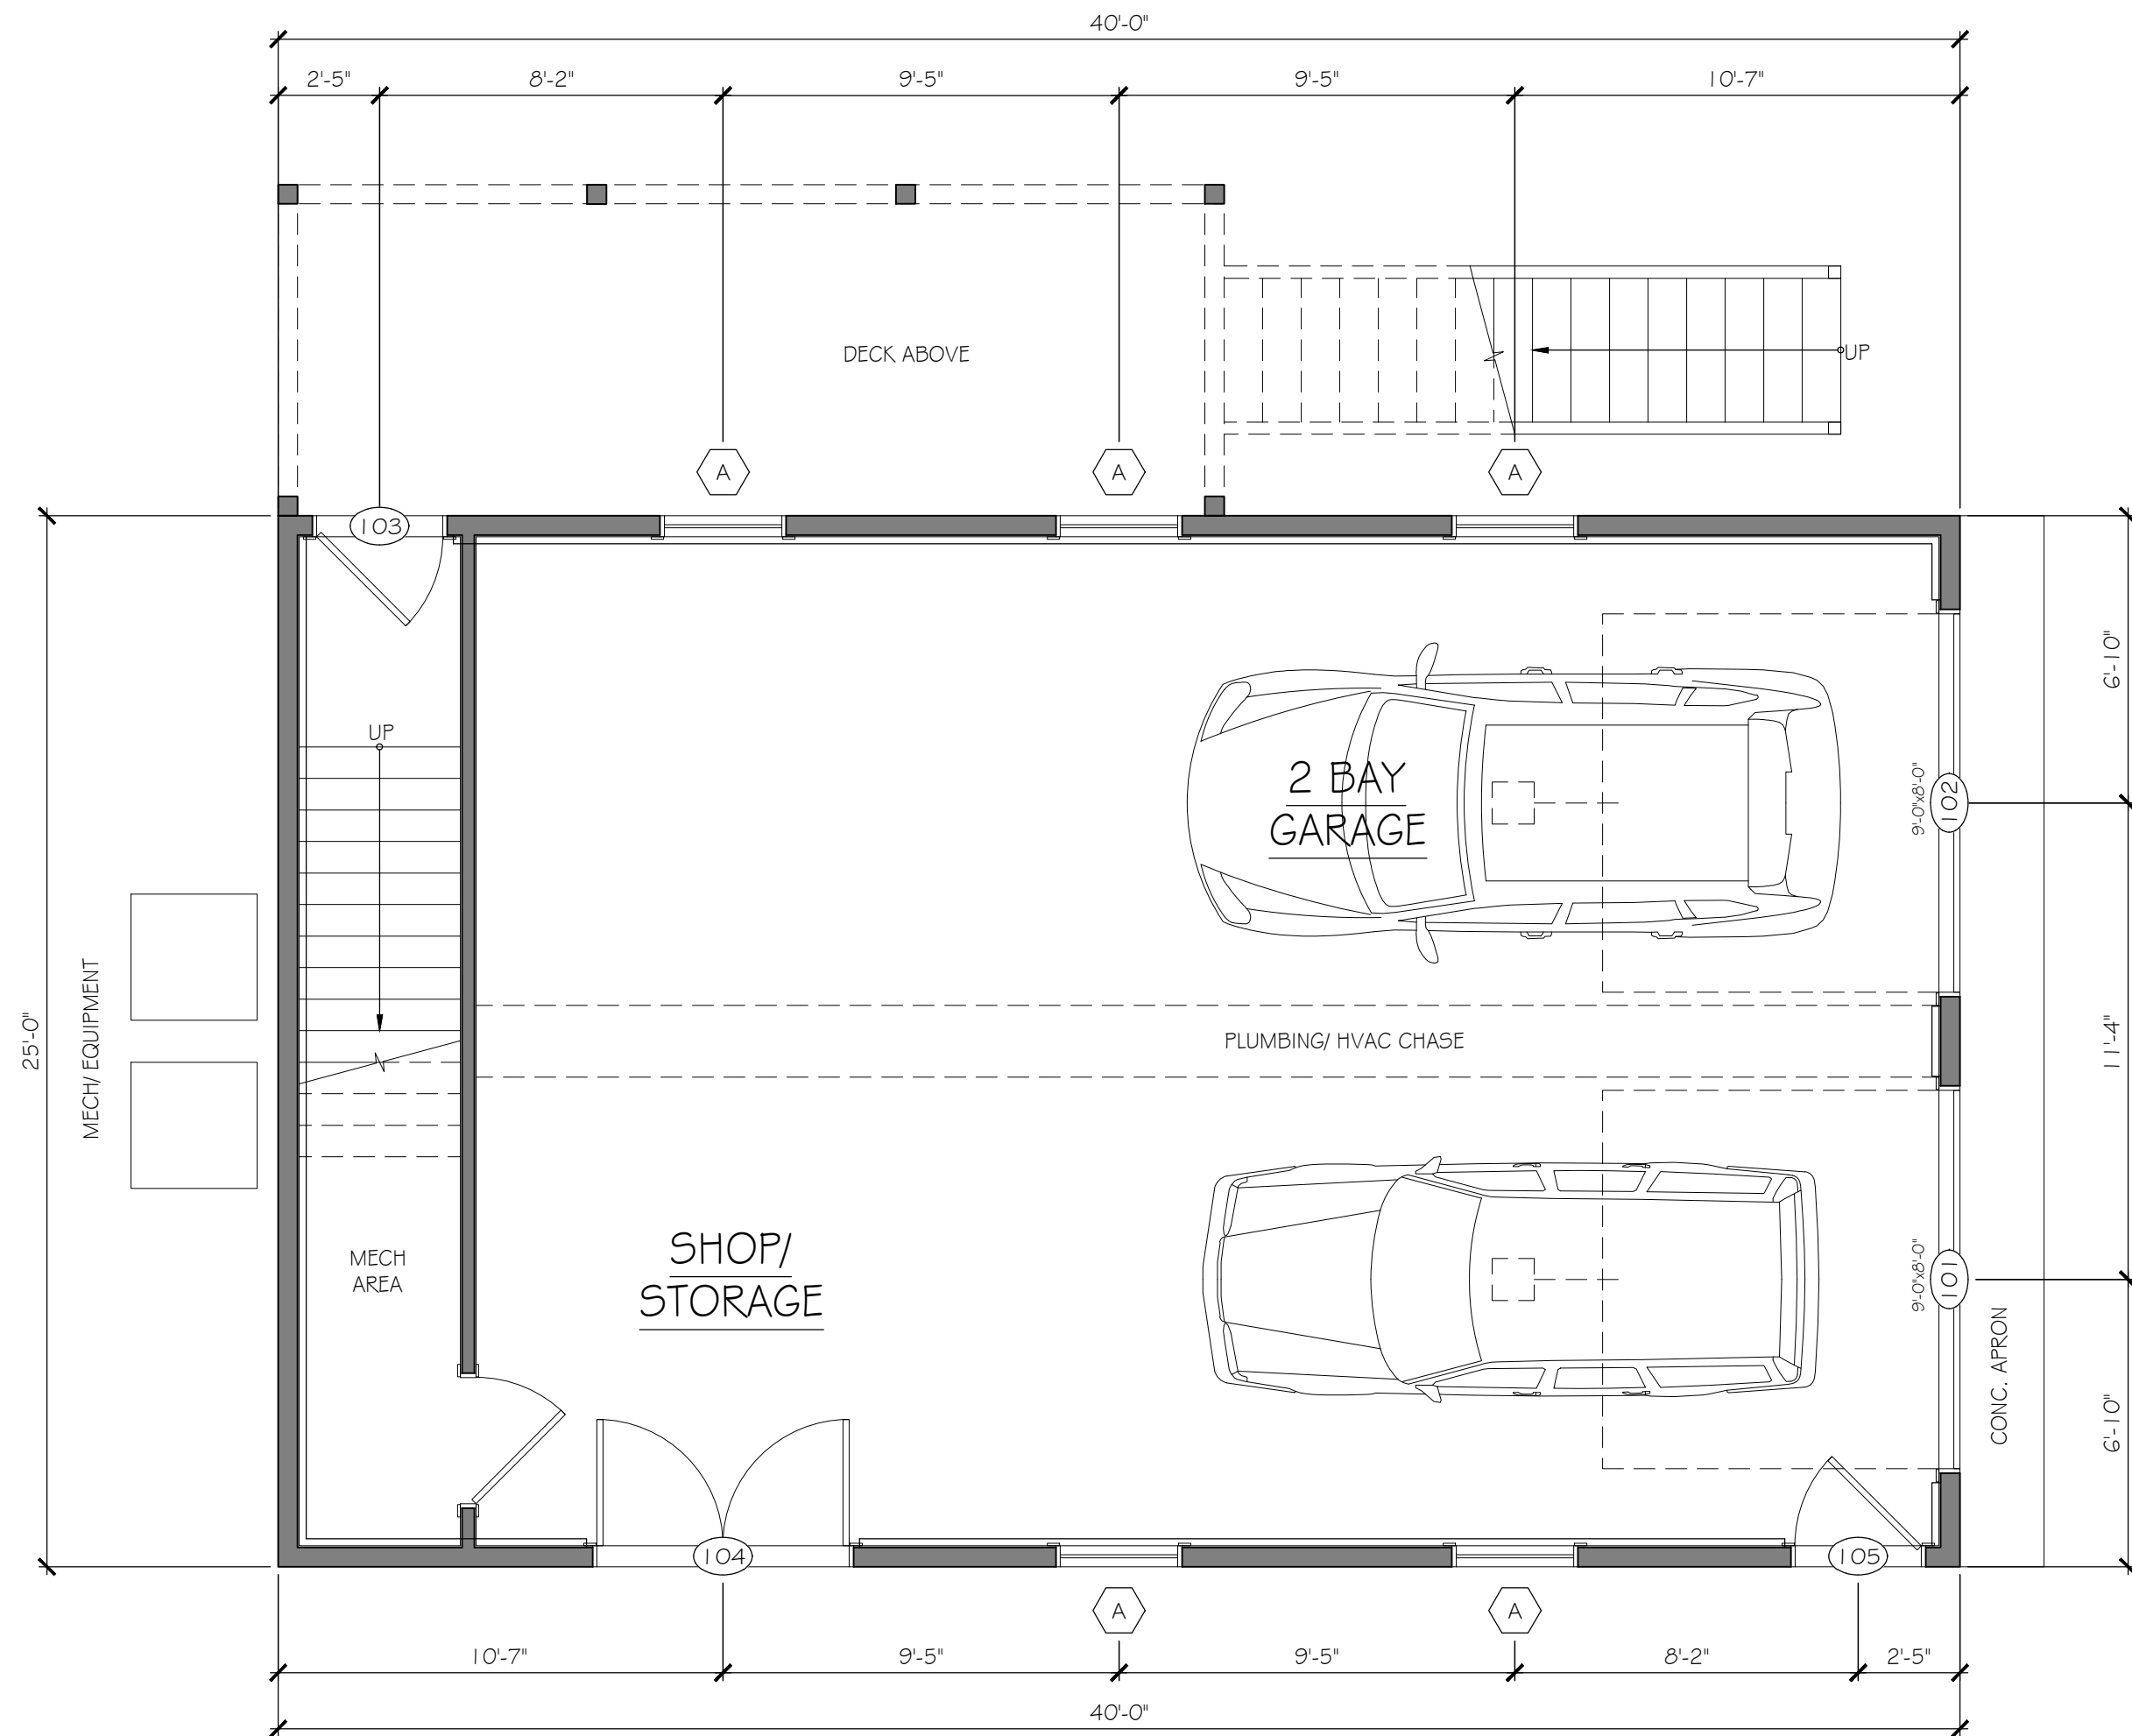 40'-0"
2'-5"
8'-2"
9'-5"
9'-5"
10'-7"
DECK ABOVE
UP
A
A
A
103
6'-10"
UP
2 BAY
GARAGE
9'-0"x8'-0"
102
MECH/ EQUIPMENT
25'-0"
PLUMBING/ HVAC CHASE
11'-4"
MECH
AREA
SHOP/
STORAGE
9'-0"x8'-0"
101
CONC. APRON
6'-10"
104
105
A
A
10'-7"
9'-5"
9'-5"
8'-2"
2'-5"
40'-0"